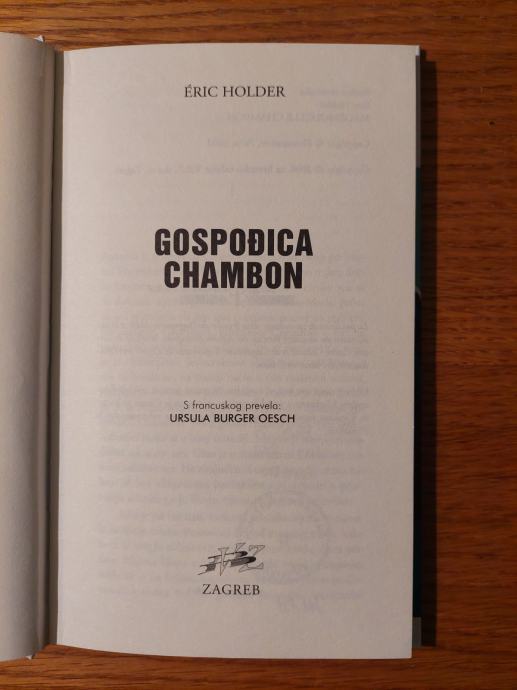 ÉRIC HOLDER
GOSPOĐICA
CHAMBON
S francuskog prevela:
URSULA BURGER OESCH
ZAGREB